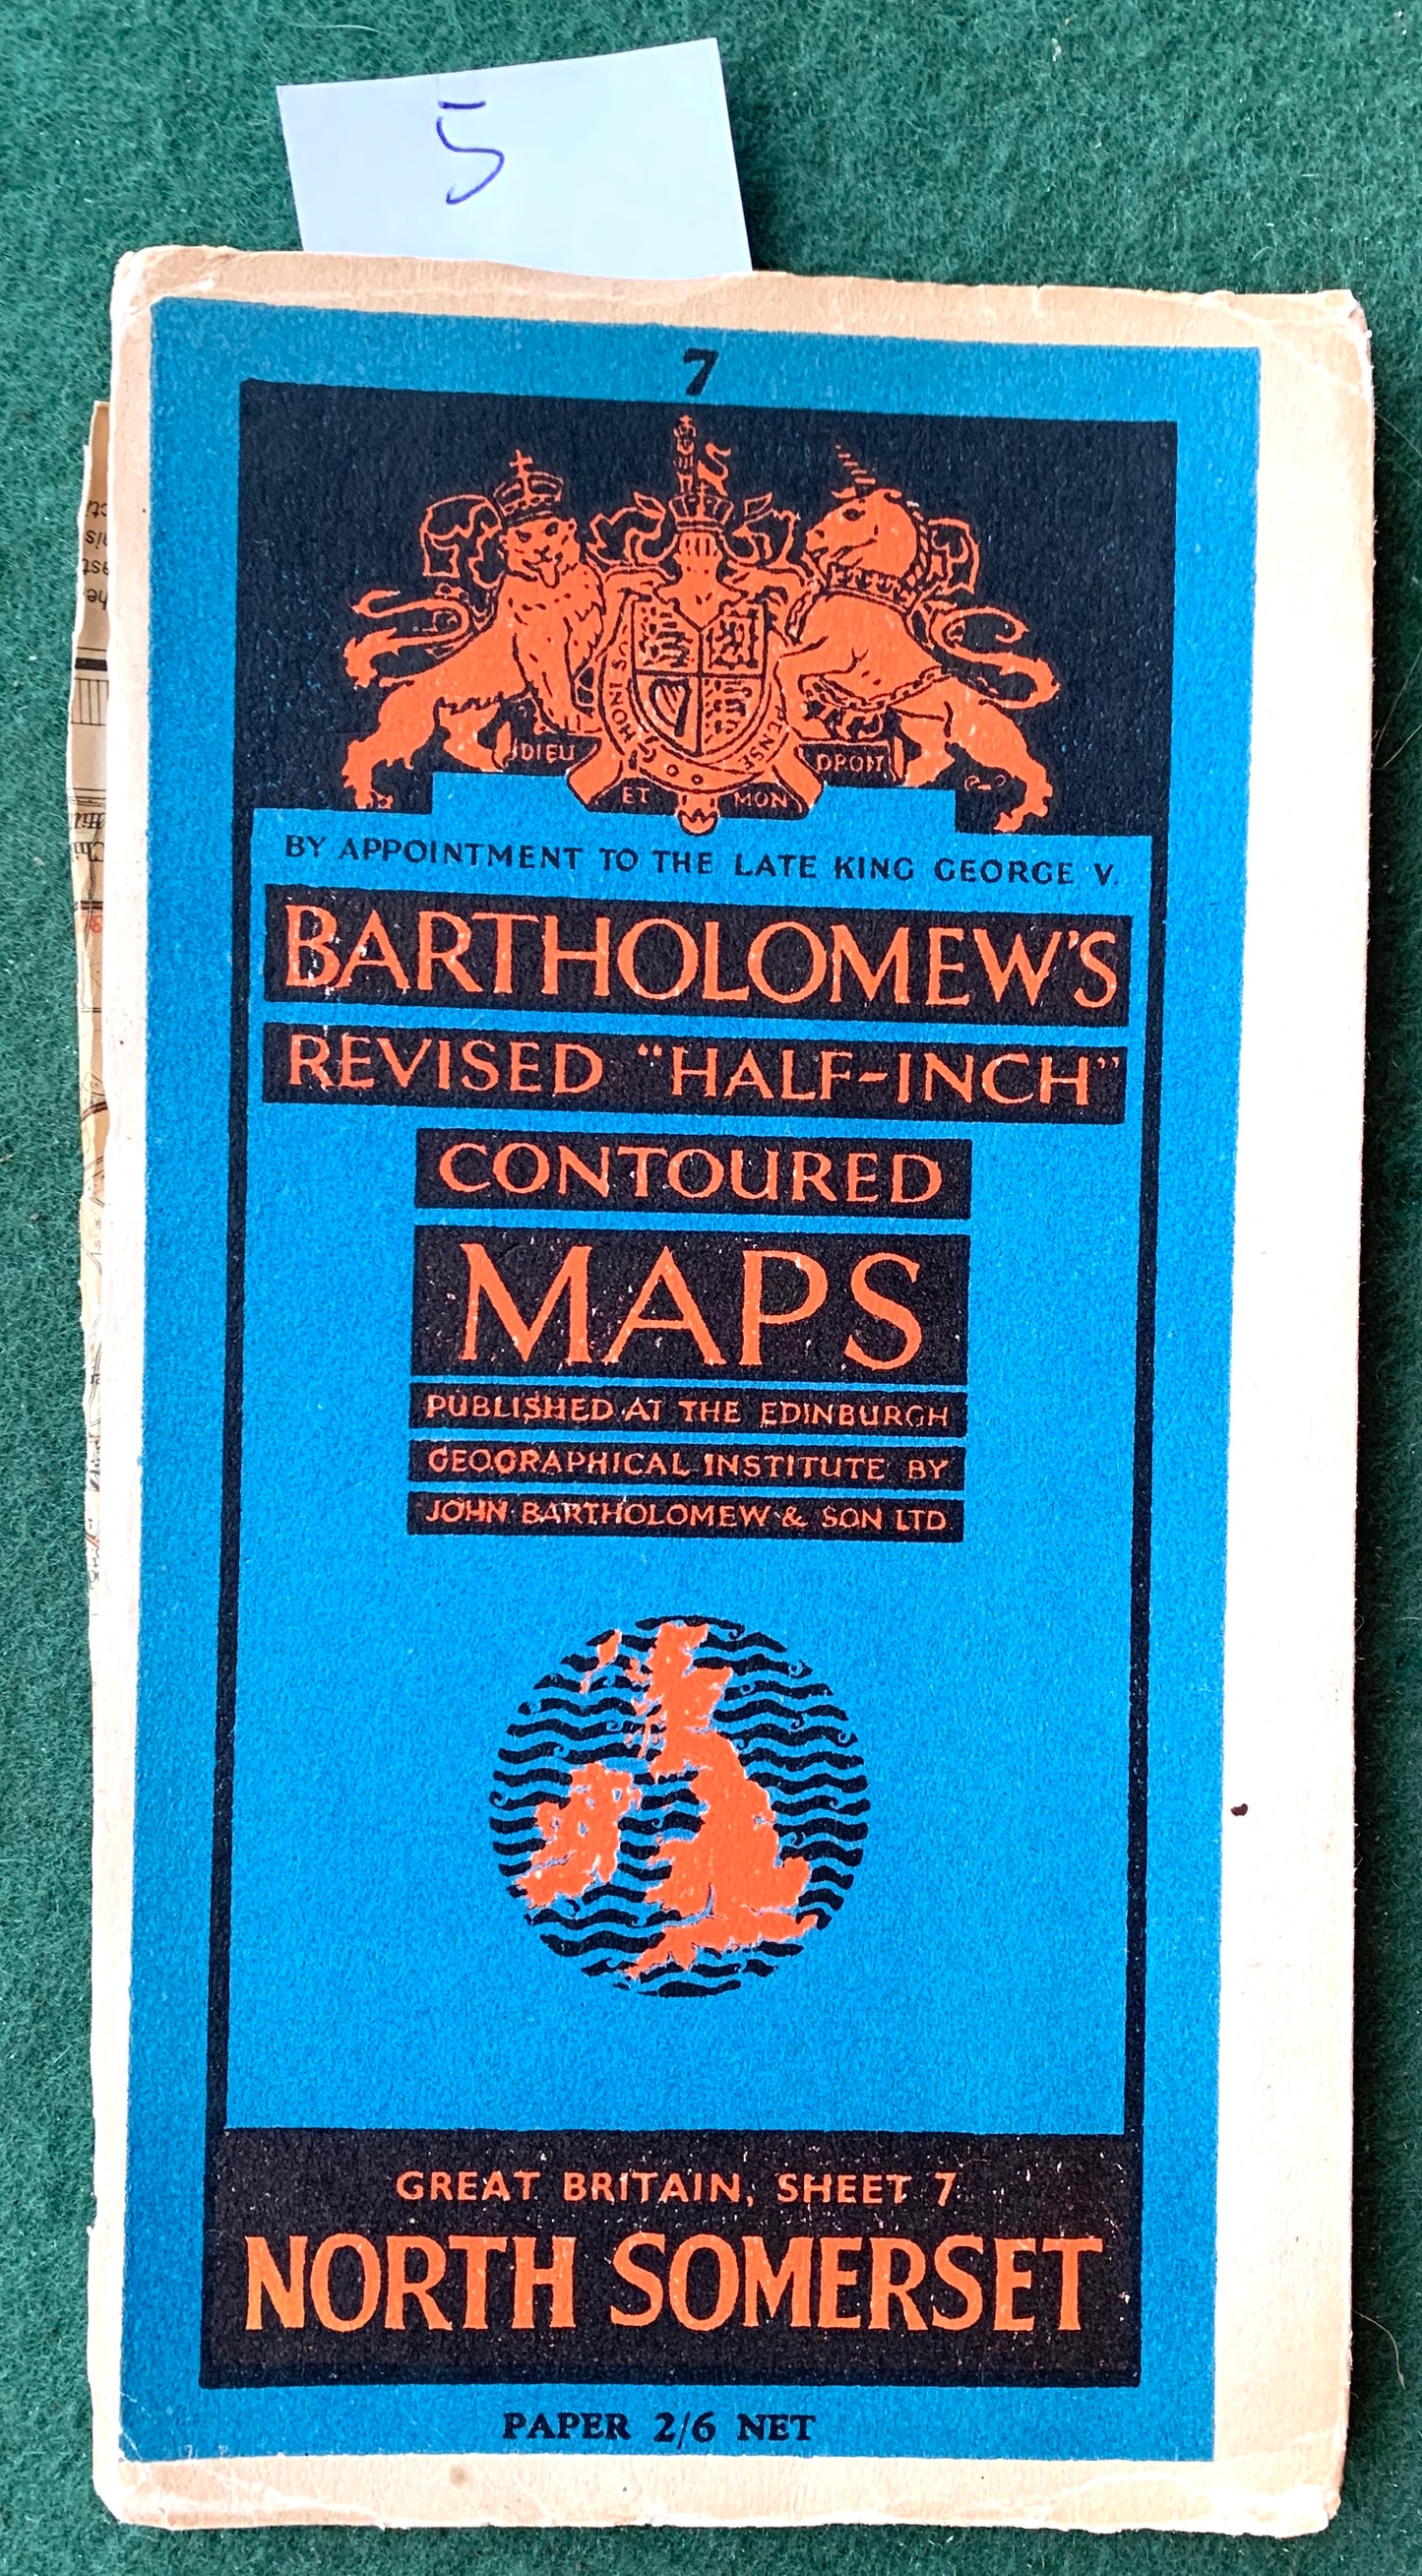 5
7
DIEU
ET
MON
DROIT
BY APPOINTMENT TO THE LATE KING GEORGE V.
BARTHOLOMEW'S
REVISED "HALF-INCH"
CONTOURED
MAPS
PUBLISHED AT THE EDINBURGH
GEOGRAPHICAL INSTITUTE BY
JOHN BARTHOLOMEW & SON LTD
GREAT BRITAIN, SHEET 7
NORTH SOMERSET
PAPER 2/6 NET